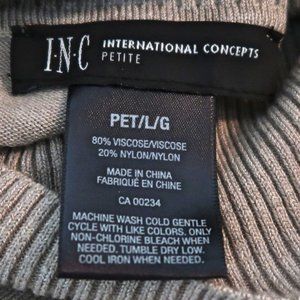 I·N·C INTERNATIONAL CONCEPTS
PETITE
PET/L/G
80% VISCOSE/VISCOSE
20% NYLON/NYLON
MADE IN CHINA
FABRIQUÉ EN CHINE
CA 00234
MACHINE WASH COLD GENTLE
CYCLE WITH LIKE COLORS. ONLY
NON-CHLORINE BLEACH WHEN
NEEDED. TUMBLE DRY LOW.
COOL IRON WHEN NEEDED.